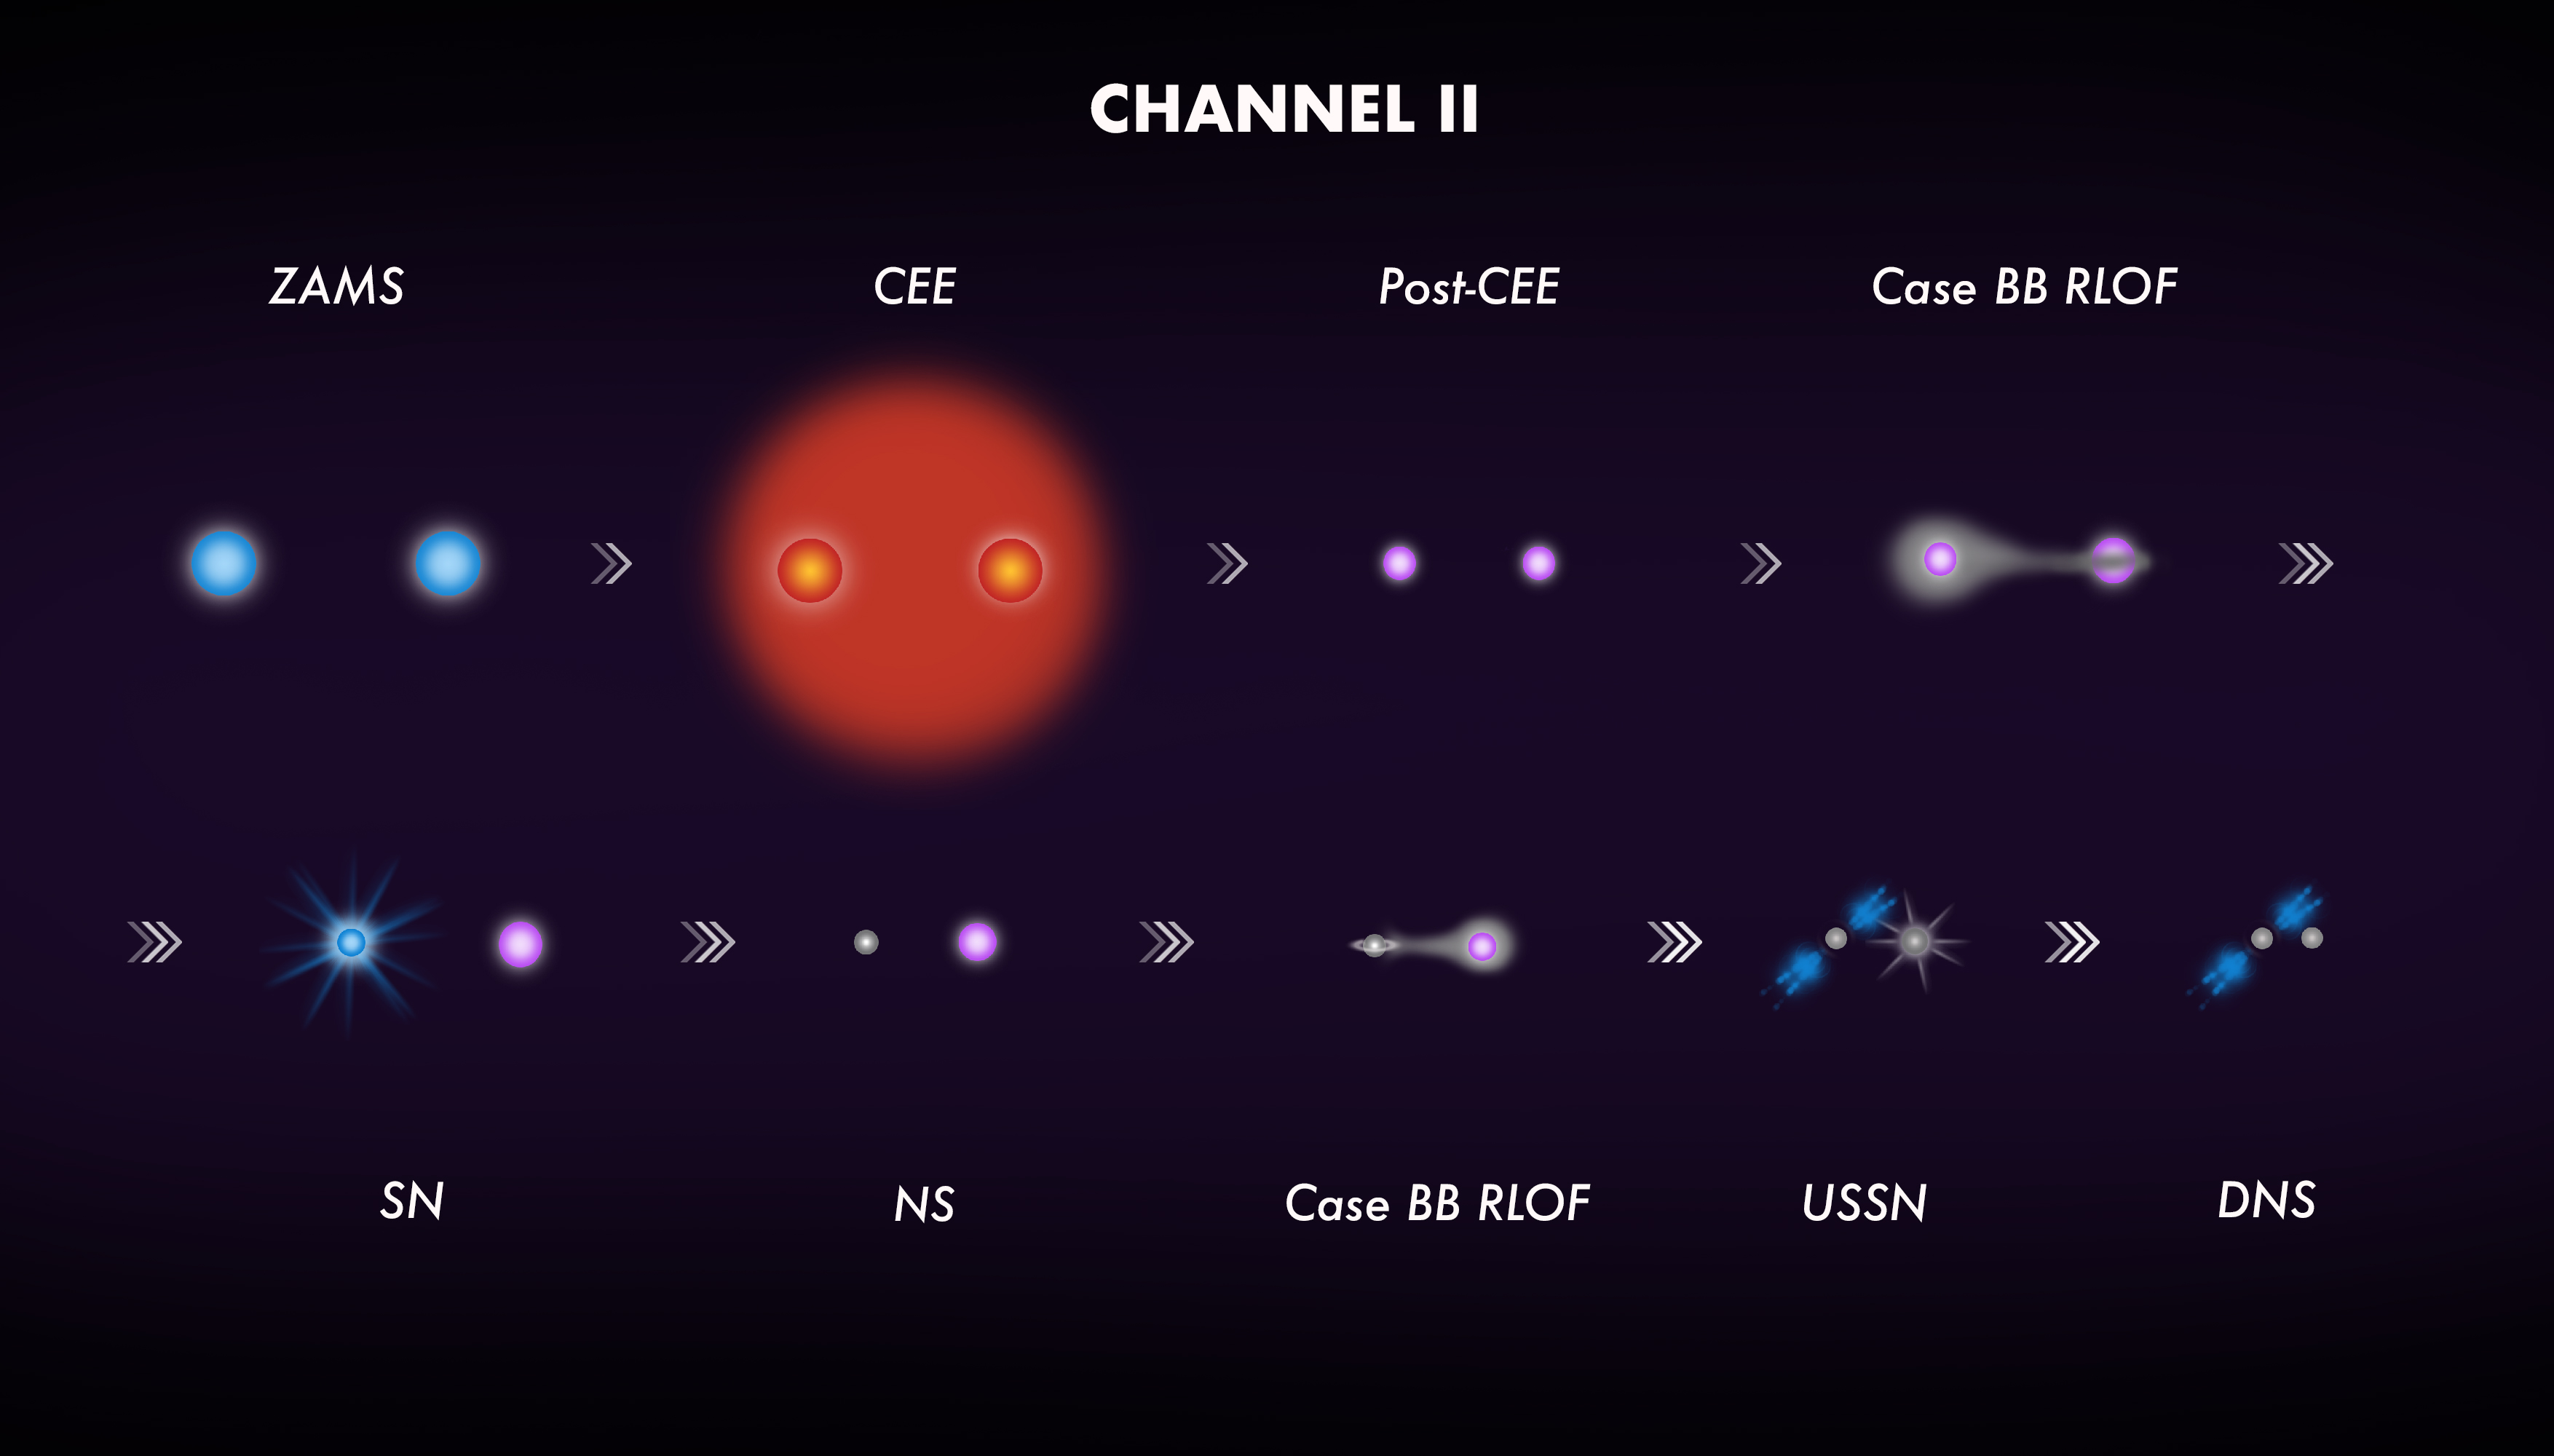 CHANNEL II
ZAMS
CEE
Post-CEE
Case BB RLOF
SN
NS
Case BB RLOF
USSN
DNS